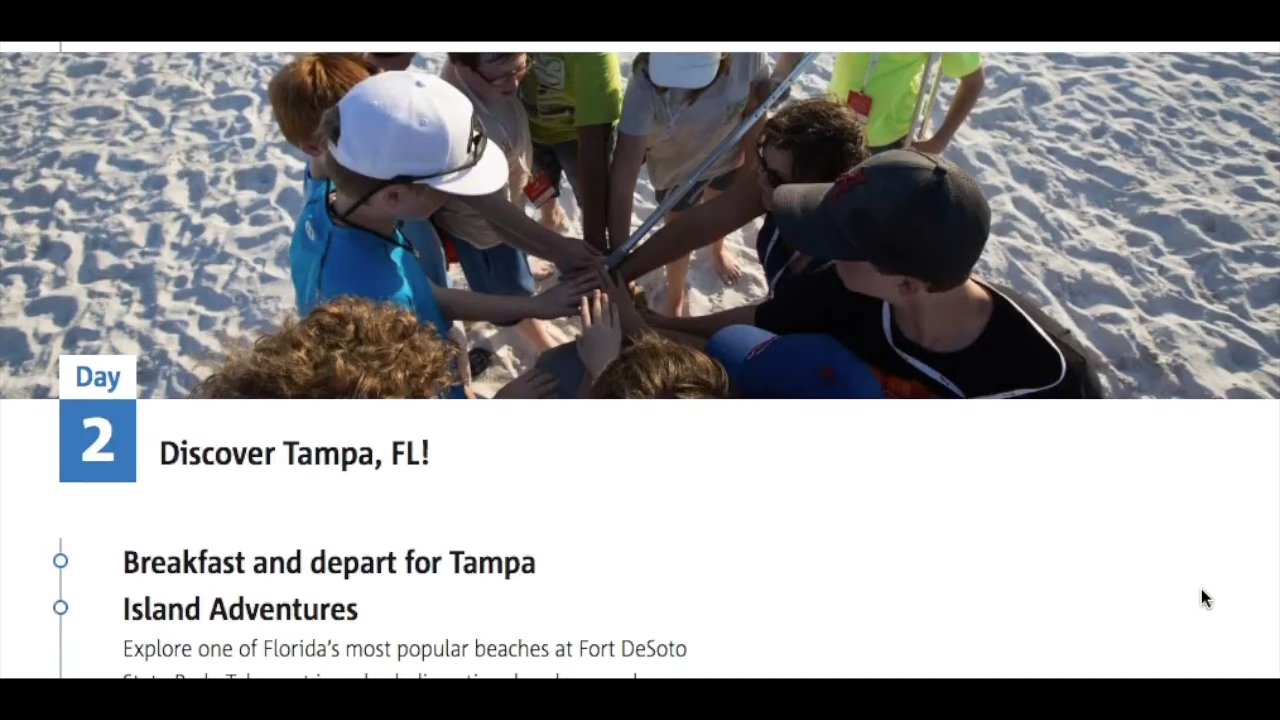 Day
2
Discover Tampa, FL!
Breakfast and depart for Tampa
Island Adventures
Explore one of Florida's most popular beaches at Fort DeSoto